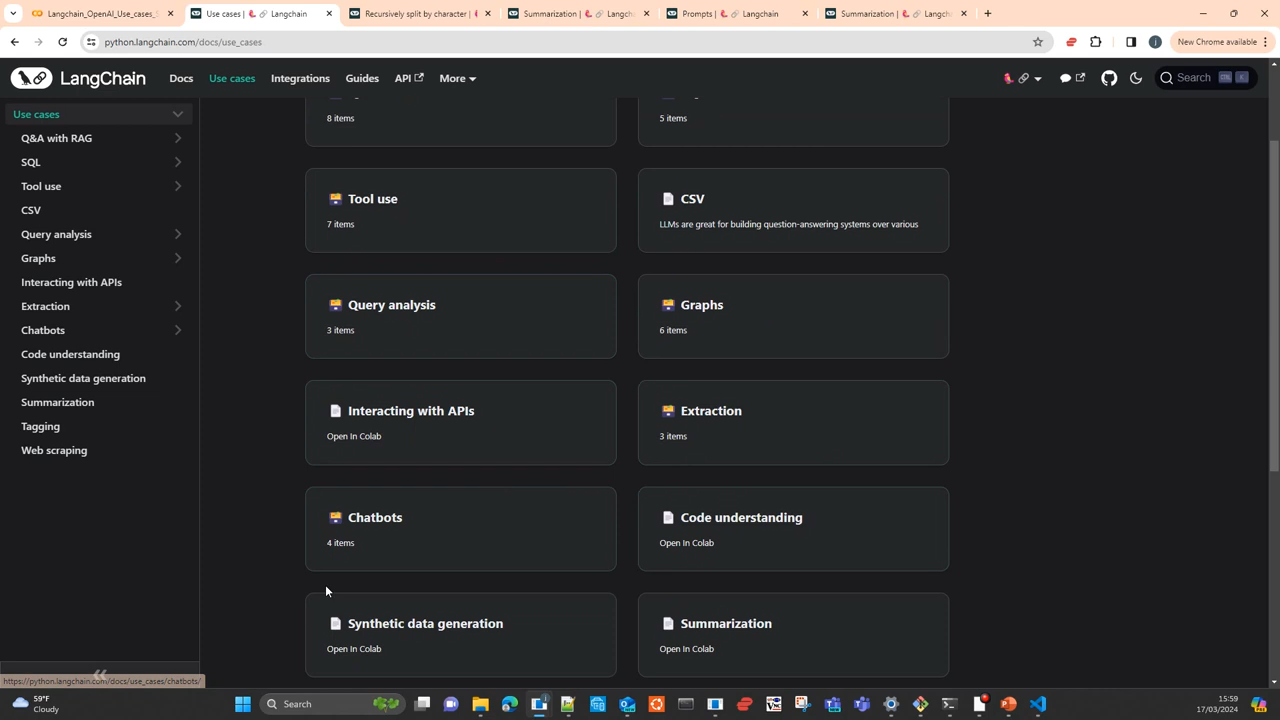 Langchain_OpenAI_Use_cases_S
Use cases | Langchain
Recursively split by character |
Summarization | Langch
Prompts | Langchain
Summarization | Langch
python.langchain.com/docs/use_cases
New Chrome available
LangChain
Docs
Use cases
Integrations
Guides
API
More
Search
CTRL
K
Use cases
Q&A with RAG
SQL
Tool use
CSV
Query analysis
Graphs
Interacting with APIs
Extraction
Chatbots
Code understanding
Synthetic data generation
Summarization
Tagging
Web scraping
8 items
5 items
Tool use
7 items
CSV
LLMs are great for building question-answering systems over various
Query analysis
3 items
Graphs
6 items
Interacting with APIs
Open In Colab
Extraction
3 items
Chatbots
4 items
Code understanding
Open In Colab
Synthetic data generation
Open In Colab
Summarization
Open In Colab
https://python.langchain.com/docs/use_cases/chatbots/
59°F
Cloudy
Search
15:59
17/03/2024